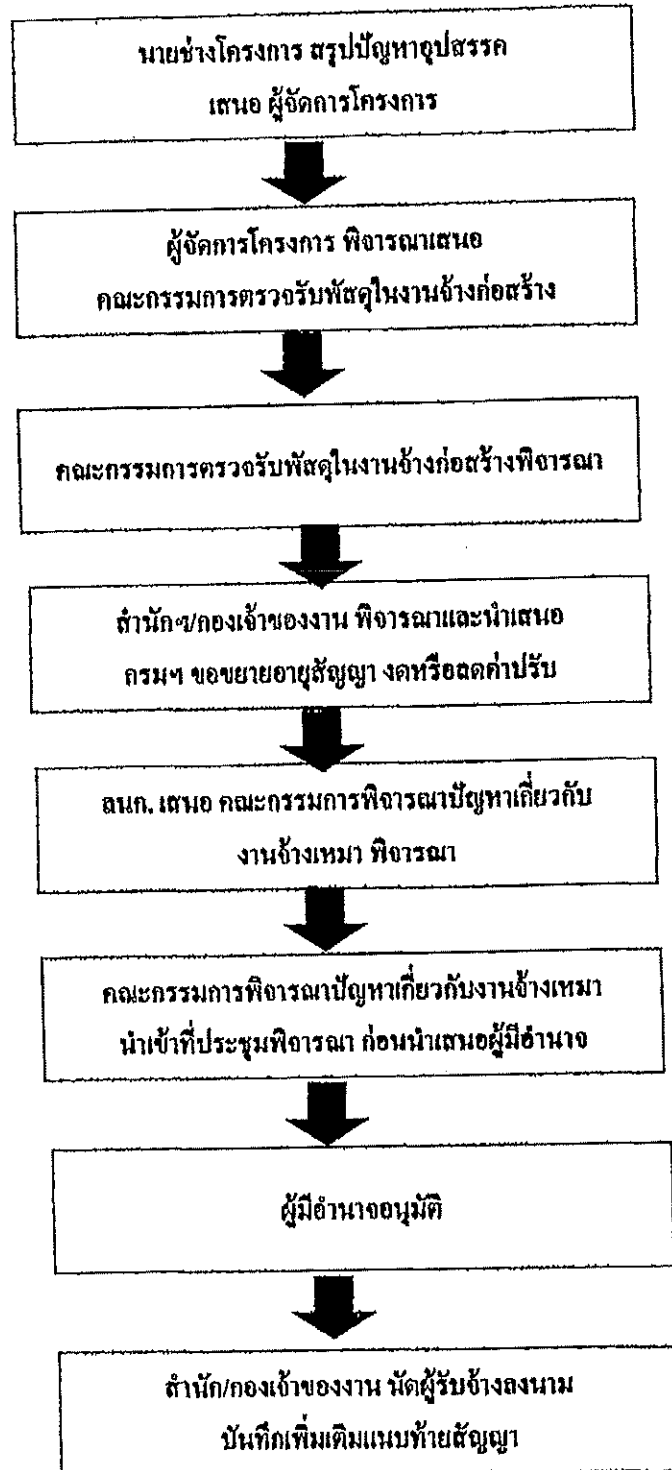 นายช่างโครงการ สรุปปัญหาอุปสรรค
เสนอ ผู้จัดการโครงการ
ผู้จัดการโครงการ พิจารณาเสนอ
คณะกรรมการตรวจรับพัสดุในงานจ้างก่อสร้าง
คณะกรรมการตรวจรับพัสดุในงานจ้างก่อสร้างพิจารณา
สำนักฯ/กองเจ้าของงาน พิจารณาและนำเสนอ
กรมฯ ขอขยายอายุสัญญา งดหรือลดค่าปรับ
ลนก. เสนอ คณะกรรมการพิจารณาปัญหาเกี่ยวกับ
งานจ้างเหมา พิจารณา
คณะกรรมการพิจารณาปัญหาเกี่ยวกับงานจ้างเหมา
นำเข้าที่ประชุมพิจารณา ก่อนนำเสนอผู้มีอำนาจ
ผู้มีอำนาจอนุมัติ
สำนัก/กองเจ้าของงาน นัดผู้รับจ้างลงนาม
บันทึกเพิ่มเติมแนบท้ายสัญญา